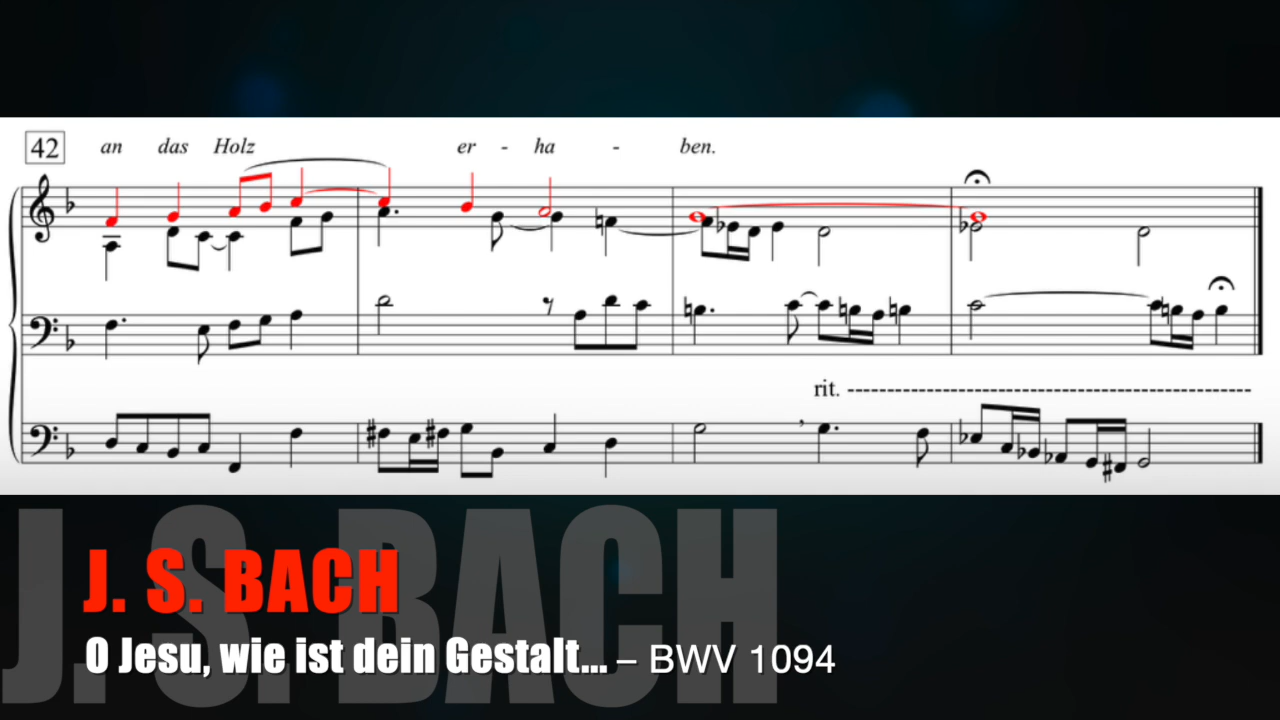 42 an das Holz er - ha - ben.
rit.
J. S. BACH
J. S. BACH
O Jesu, wie ist dein Gestalt... – BWV 1094